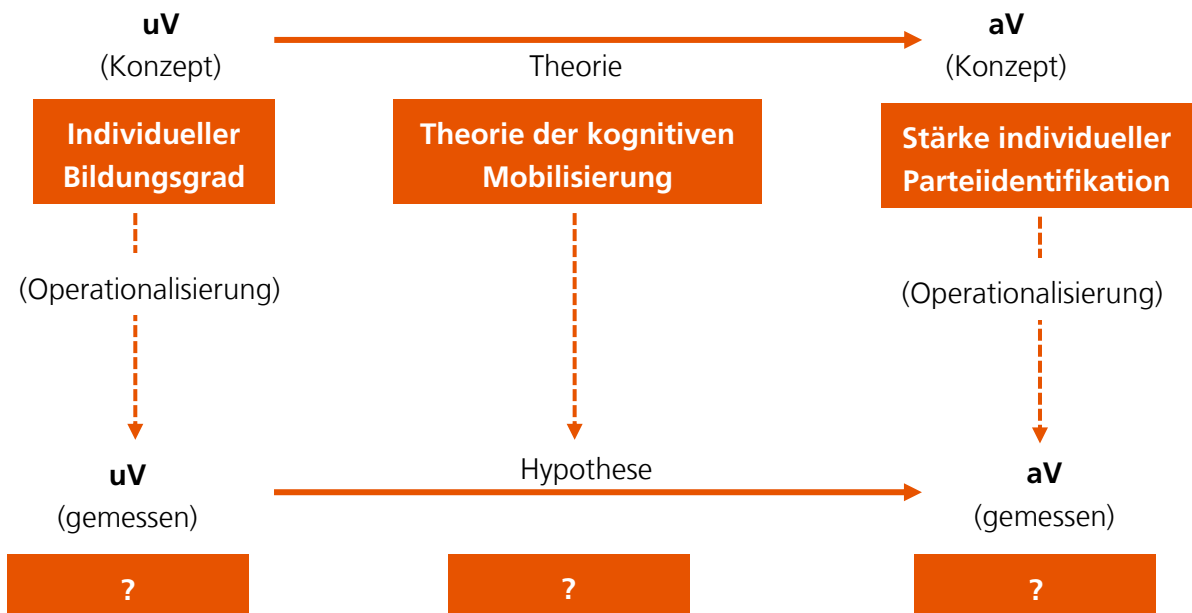 uV
aV
(Konzept)
Theorie
(Konzept)
Individueller
Bildungsgrad
Theorie der kognitiven
Mobilisierung
Stärke individueller
Parteiidentifikation
(Operationalisierung)
(Operationalisierung)
uV
Hypothese
aV
(gemessen)
(gemessen)
?
?
?